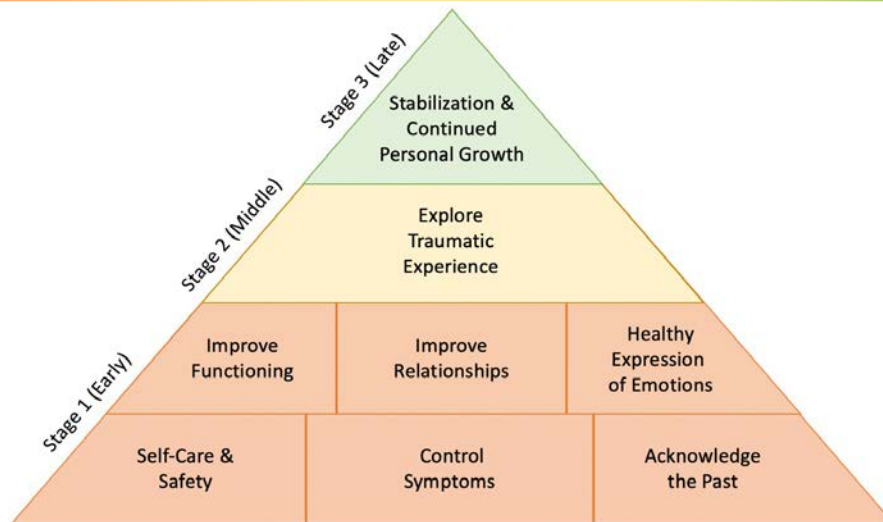 Stage 3 (Late)
Stabilization &
Continued
Personal Growth
Stage 2 (Middle)
Explore
Traumatic
Experience
Stage 1 (Early)
Improve
Functioning
Improve
Relationships
Healthy
Expression
of Emotions
Self-Care &
Safety
Control
Symptoms
Acknowledge
the Past